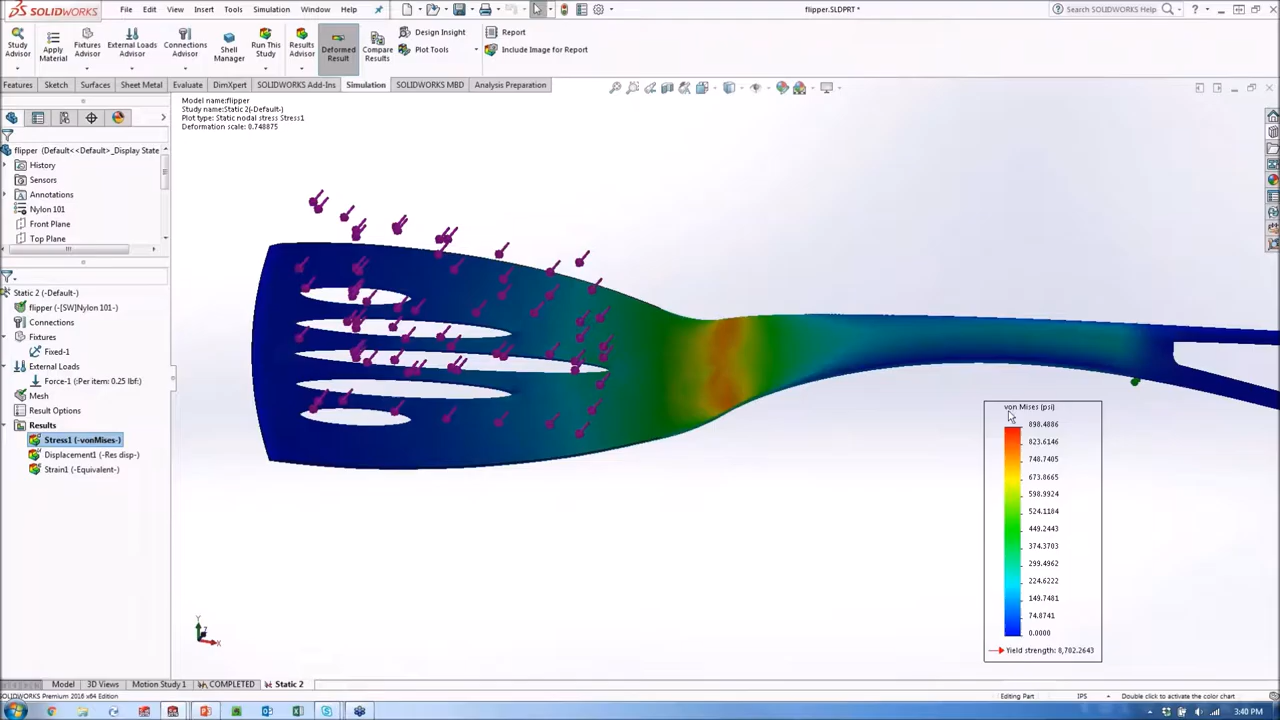 SOLIDWORKS
File Edit View Insert Tools Simulation Window Help
flipper.SLDPRT *
Search SOLIDWORKS Help
Study Advisor
Apply Material
Fixtures Advisor
External Loads Advisor
Connections Advisor
Shell Manager
Run This Study
Results Advisor
Deformed Result
Compare Results
Design Insight
Plot Tools
Report
Include Image for Report
Features Sketch Surfaces Sheet Metal Evaluate DimXpert SOLIDWORKS Add-Ins Simulation SOLIDWORKS MBD Analysis Preparation
Model name:flipper
Study name:Static 2(-Default-)
Plot type: Static nodal stress Stress1
Deformation scale: 0.748875
flipper (Default<<Default>_Display State
History
Sensors
Annotations
Nylon 101
Front Plane
Top Plane
Static 2 (-Default-)
flipper (-[SW]Nylon 101-)
Connections
Fixtures
Fixed-1
External Loads
Force-1 (:Per item: 0.25 lbf:)
Mesh
Result Options
Results
Stress1 (-vonMises-)
Displacement1 (-Res disp-)
Strain1 (-Equivalent-)
von Mises (psi)
898.4886
823.6146
748.7405
673.8665
598.9924
524.1184
449.2443
374.3703
299.4962
224.6222
149.7481
74.8741
0.0000
Yield strength: 8,702.2643
Y
Z
X
Model 3D Views Motion Study 1 COMPLETED Static 2
SOLIDWORKS Premium 2016 x64 Edition
Editing Part IPS Double click to activate the color chart
3:40 PM